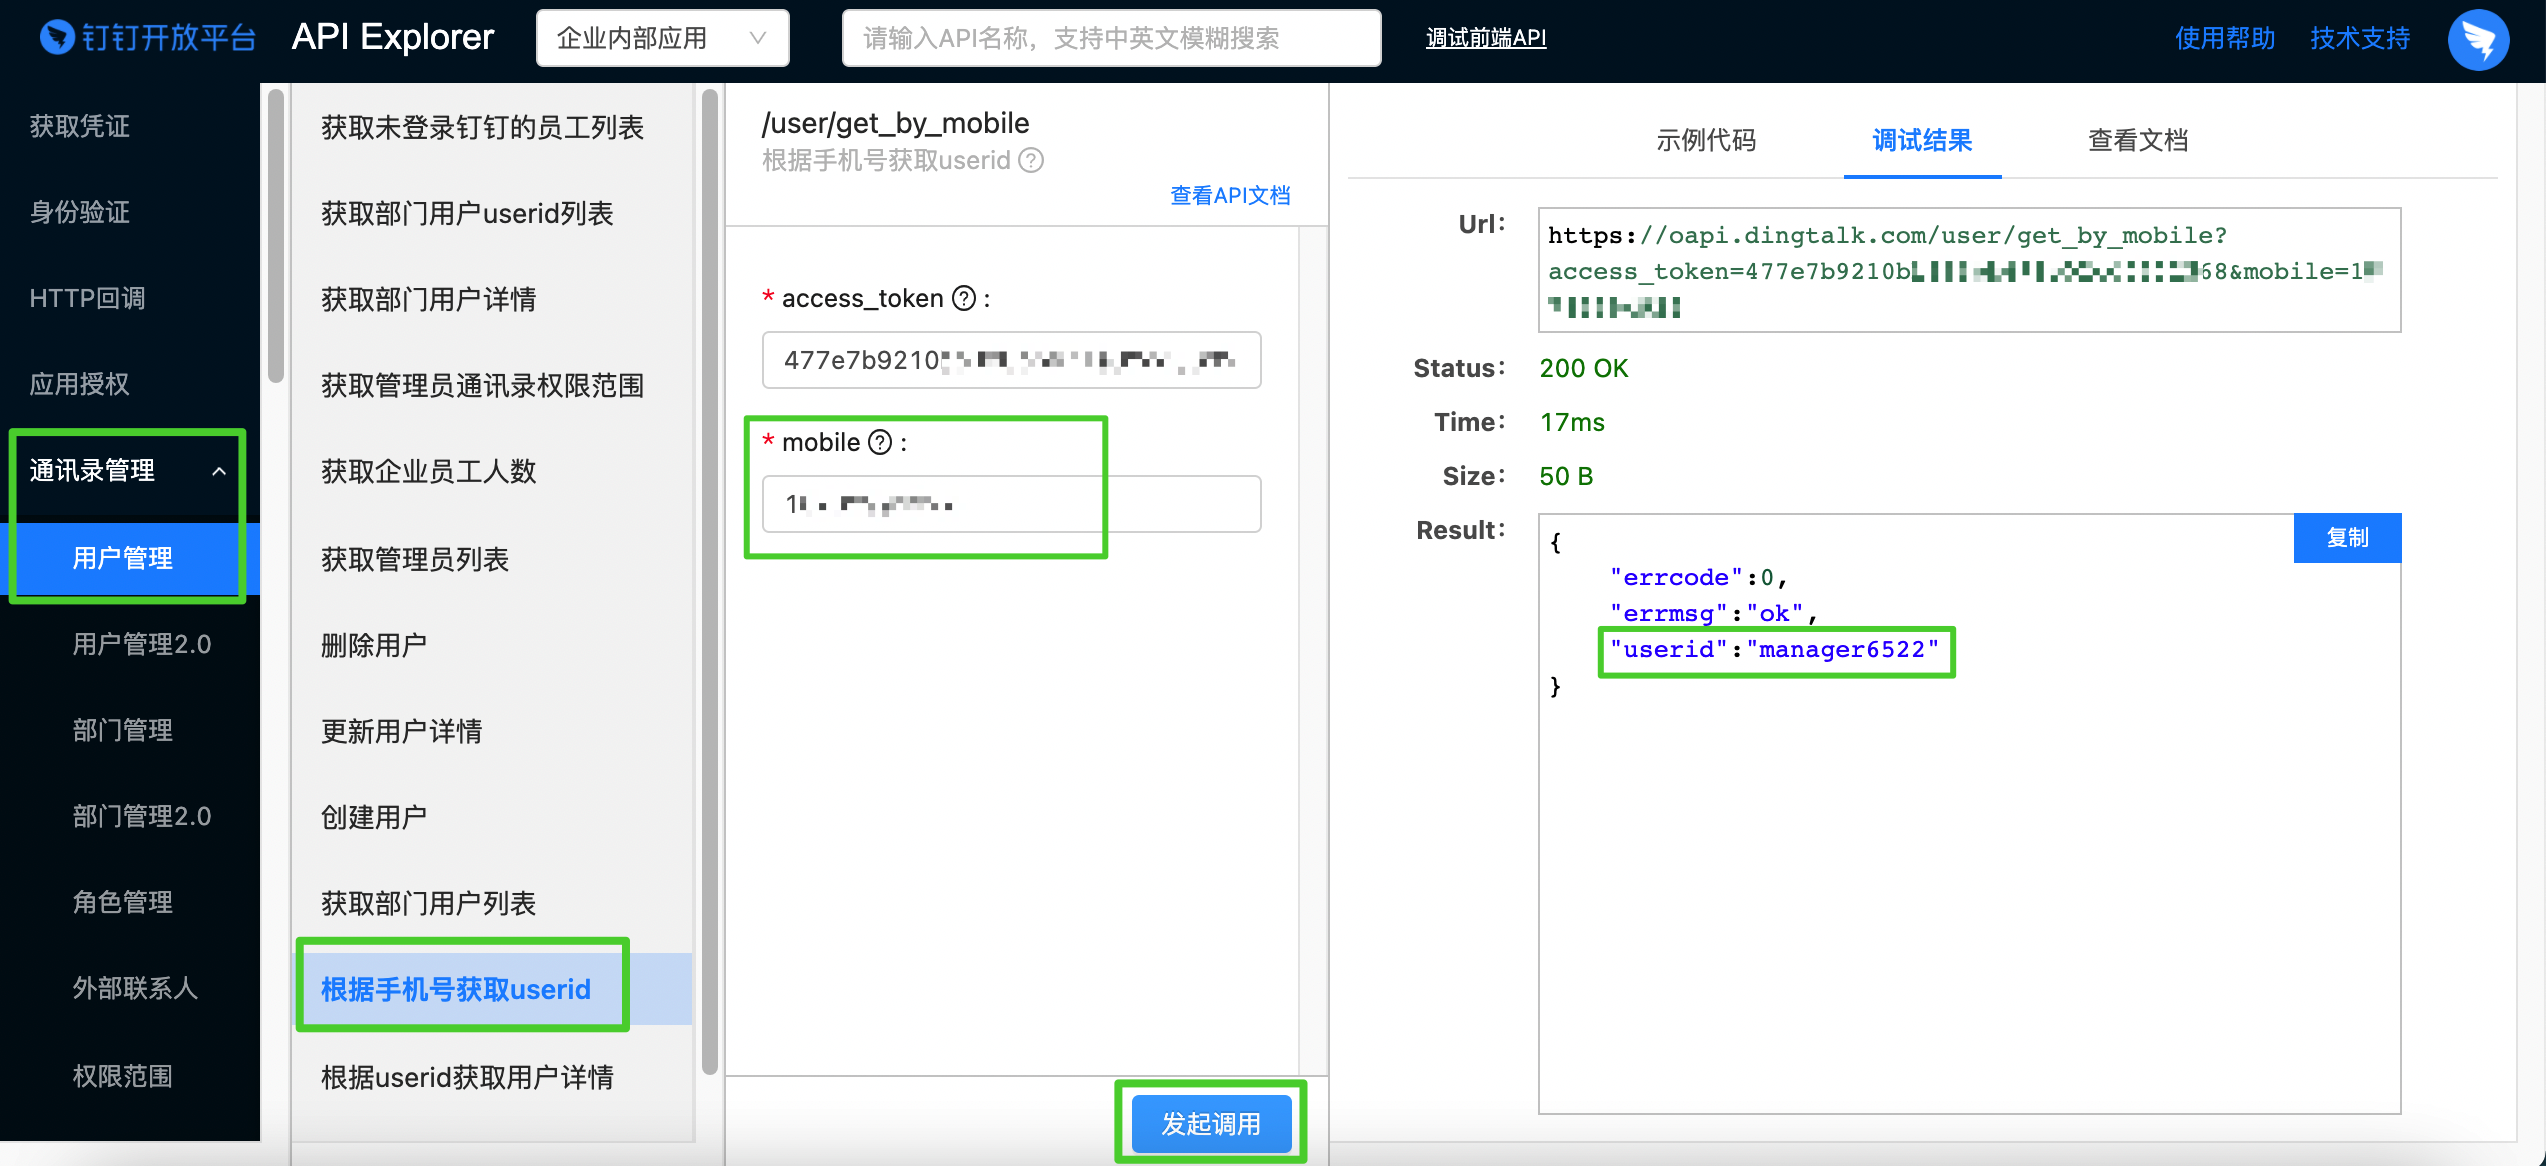 钉钉开放平台 API Explorer 企业内部应用 请输入API名称，支持中英文模糊搜索 调试前端API 使用帮助 技术支持
获取凭证
身份验证
HTTP回调
应用授权
通讯录管理
用户管理
用户管理2.0
部门管理
部门管理2.0
角色管理
外部联系人
权限范围
获取未登录钉钉的员工列表
获取部门用户userid列表
获取部门用户详情
获取管理员通讯录权限范围
获取企业员工人数
获取管理员列表
删除用户
更新用户详情
创建用户
获取部门用户列表
根据手机号获取userid
根据userid获取用户详情
/user/get_by_mobile
根据手机号获取userid
查看API文档
* access_token :
477e7b9210
* mobile :
1
发起调用
示例代码 调试结果 查看文档
Url:
https://oapi.dingtalk.com/user/get_by_mobile?
access_token=477e7b9210b 68&mobile=1
Status: 200 OK
Time: 17ms
Size: 50 B
Result:
复制
{
"errcode":0,
"errmsg":"ok",
"userid":"manager6522"
}